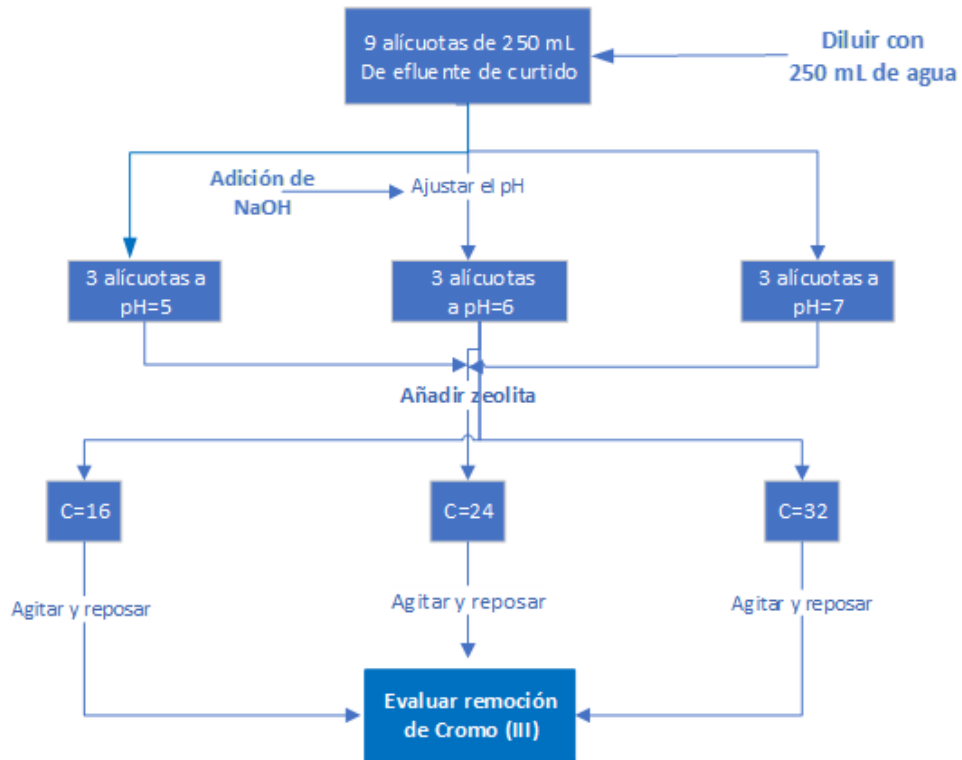 9 alícuotas de 250 mL
De efluente de curtido
Diluir con
250 mL de agua
Adición de
NaOH
Ajustar el pH
3 alícuotas a
pH=5
3 alícuotas
a pH=6
3 alícuotas a
pH=7
Añadir zeolita
C=16
C=24
C=32
Agitar y reposar
Agitar y reposar
Agitar y reposar
Evaluar remoción
de Cromo (III)